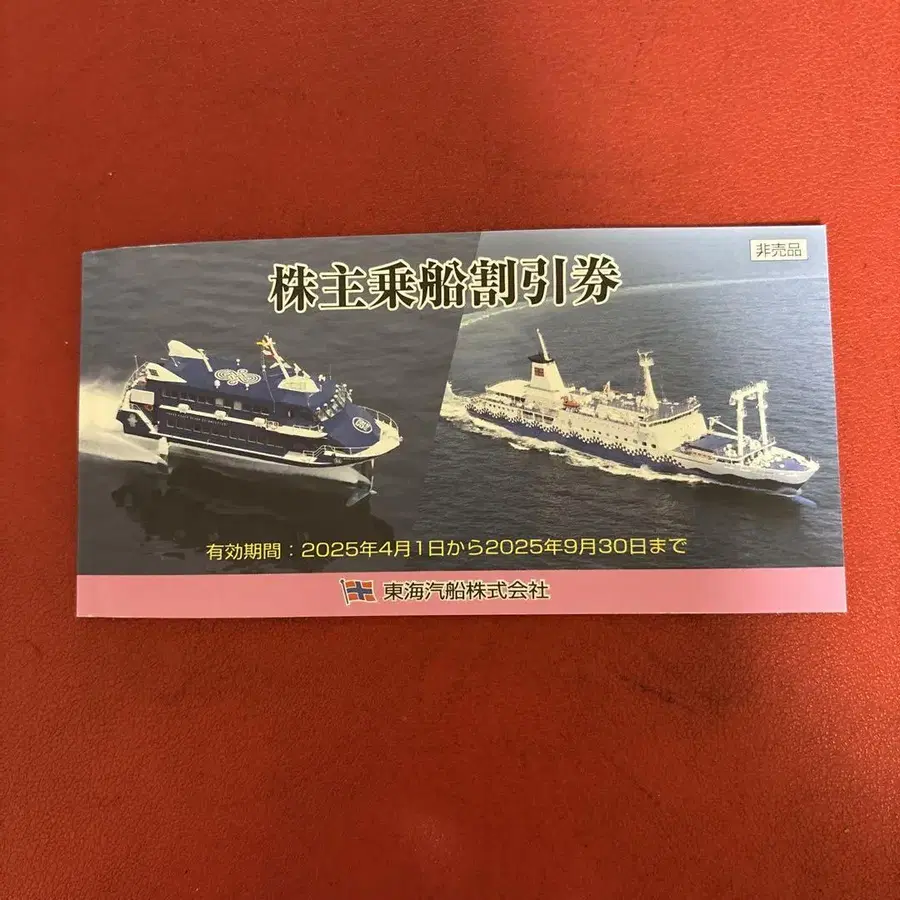 非売品
株主乗船割引券
有効期間：2025年4月1日から2025年9月30日まで
東海汽船株式会社